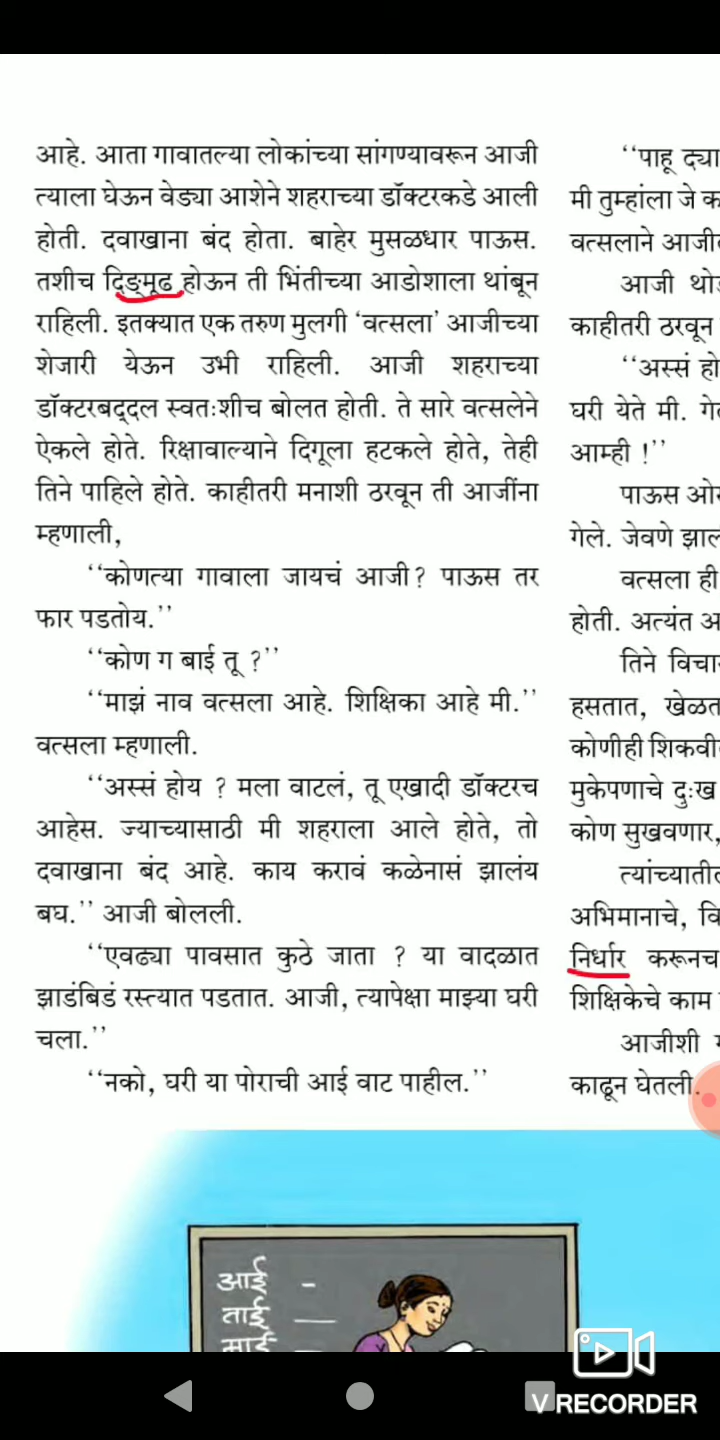 आहे. आता गावातल्या लोकांच्या सांगण्यावरून आजी
त्याला घेऊन वेड्या आशेने शहराच्या डॉक्टरकडे आली
होती. दवाखाना बंद होता. बाहेर मुसळधार पाऊस.
तशीच दिङ्मूढ होऊन ती भिंतीच्या आडोशाला थांबून
राहिली. इतक्यात एक तरुण मुलगी ‘वत्सला’ आजीच्या
शेजारी येऊन उभी राहिली. आजी शहराच्या
डॉक्टरबद्दल स्वतःशीच बोलत होती. ते सारे वत्सलेने
ऐकले होते. रिक्षावाल्याने दिगूला हटकले होते, तेही
तिने पाहिले होते. काहीतरी मनाशी ठरवून ती आजींना
म्हणाली,
‘‘कोणत्या गावाला जायचं आजी? पाऊस तर
फार पडतोय.’’
‘‘कोण ग बाई तू ?’’
‘‘माझं नाव वत्सला आहे. शिक्षिका आहे मी.’’
वत्सला म्हणाली.
‘‘अस्सं होय ? मला वाटलं, तू एखादी डॉक्टरच
आहेस. ज्याच्यासाठी मी शहराला आले होते, तो
दवाखाना बंद आहे. काय करावं कळेनासं झालंय
बघ.’’ आजी बोलली.
‘‘एवढ्या पावसात कुठे जाता ? या वादळात
झाडंबिडं रस्त्यात पडतात. आजी, त्यापेक्षा माझ्या घरी
चला.’’
‘‘नको, घरी या पोराची आई वाट पाहील.’’
‘‘पाहू द्या
मी तुम्हांला जे
वत्सलाने
आजी
काहीतरी ठरवून
‘‘अस्सं
घरी येते मी.
आम्ही !’’
पाऊस
गेले. जेवणे
वत्सला ही
होती. अत्यंत
तिने
हसतात,
कोणीही
मुकेपणाचे दुःख
कोण सुखवणार,
अभिमानाचे,
निर्धार करूनच
शिक्षिकेचे काम
आजीशी
काढून घेतली.
आई -
ताई —
V RECORDER